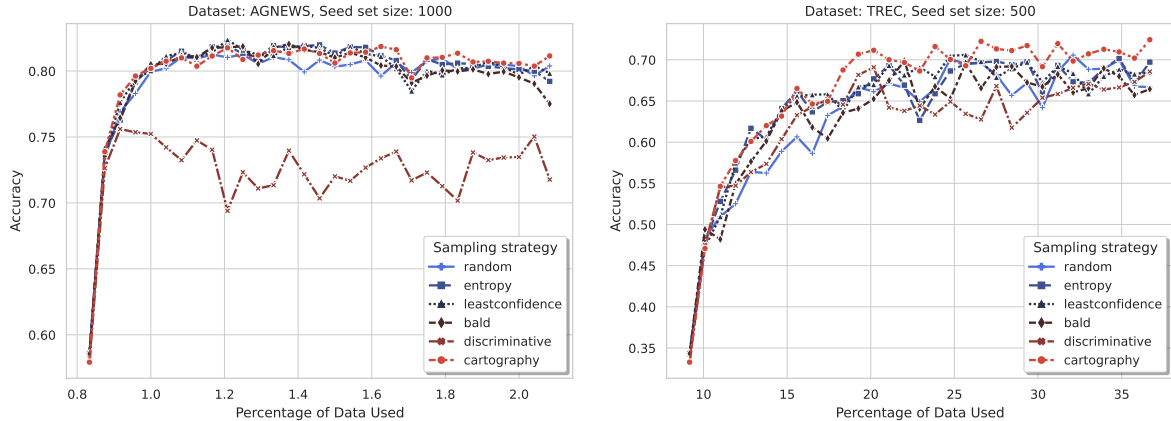 Dataset: AGNEWS, Seed set size: 1000
Accuracy
0.80
0.75
0.70
0.65
0.60
0.8 1.0 1.2 1.4 1.6 1.8 2.0
Percentage of Data Used
Sampling strategy
random
entropy
leastconfidence
bald
discriminative
cartography
Dataset: TREC, Seed set size: 500
Accuracy
0.70
0.65
0.60
0.55
0.50
0.45
0.40
0.35
10 15 20 25 30 35
Percentage of Data Used
Sampling strategy
random
entropy
leastconfidence
bald
discriminative
cartography